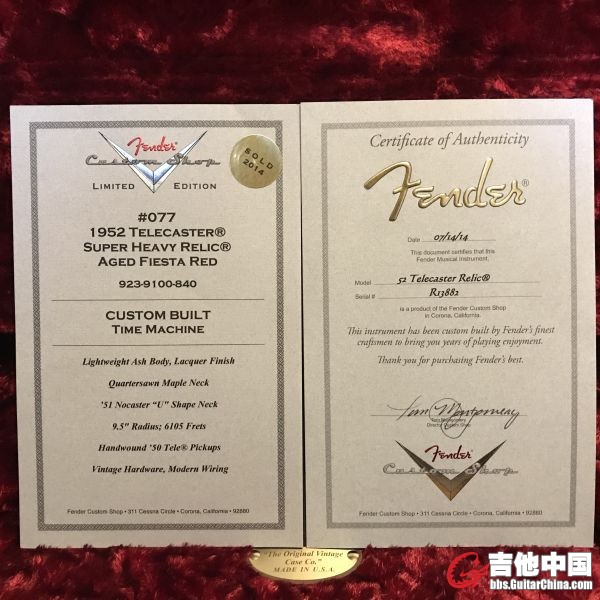 Fender
Custom Shop
LIMITED EDITION
SOLD
2014
#077
1952 TELECASTER®
SUPER HEAVY RELIC®
AGED FIESTA RED
923-9100-840
CUSTOM BUILT
TIME MACHINE
Lightweight Ash Body, Lacquer Finish
Quartersawn Maple Neck
'51 Nocaster "U" Shape Neck
9.5" Radius; 6105 Frets
Handwound '50 Tele® Pickups
Vintage Hardware, Modern Wiring
Fender Custom Shop • 311 Cessna Circle • Corona, California • 92880
Certificate of Authenticity
Fender®
Date 07/14/14
This document certifies that this
Fender Musical Instrument,
Model 52 Telecaster Relic®
Serial # R13882
is a product of the Fender Custom Shop
in Corona, California.
This instrument has been custom built by Fender's finest
craftsmen to bring you years of playing enjoyment.
Thank you for purchasing Fender's best.
Tom Montgomery
Tom Montgomery
Director Custom Shop
Fender
Custom Shop
Fender Custom Shop • 311 Cessna Circle • Corona, California • 92880
"The Original Vintage
Case Co."
MADE IN U.S.A.
吉他中国
bbs.GuitarChina.com